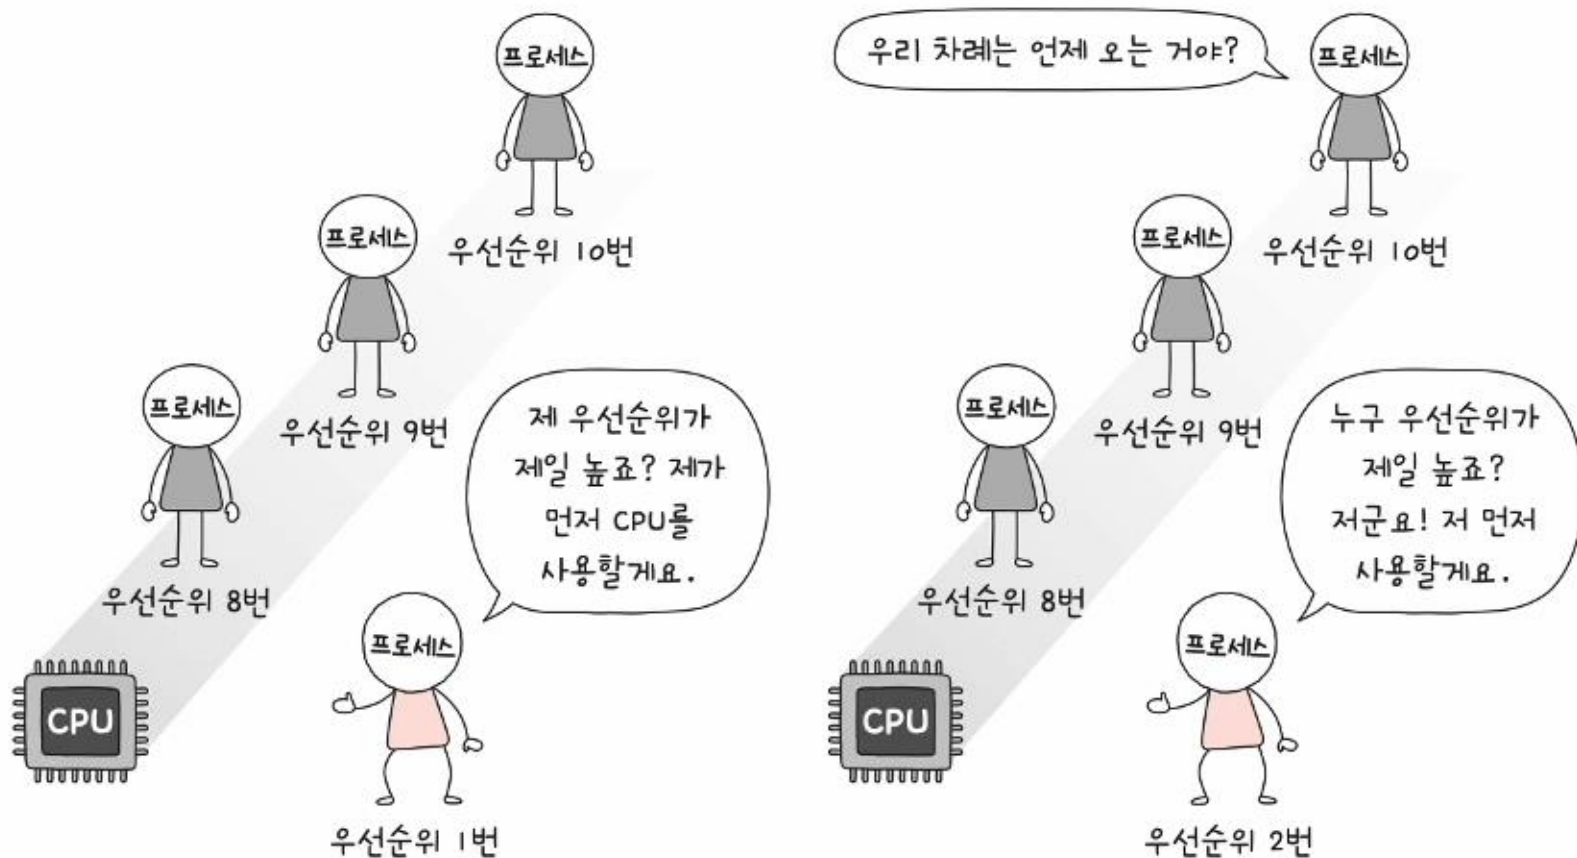 프로세스
우선순위 10번
프로세스
우선순위 9번
프로세스
우선순위 8번
제 우선순위가
제일 높죠? 제가
먼저 CPU를
사용할게요.
프로세스
CPU
우선순위 1번
우리 차례는 언제 오는 거야?
프로세스
우선순위 10번
프로세스
우선순위 9번
프로세스
우선순위 8번
누구 우선순위가
제일 높죠?
저군요! 저 먼저
사용할게요.
프로세스
CPU
우선순위 2번